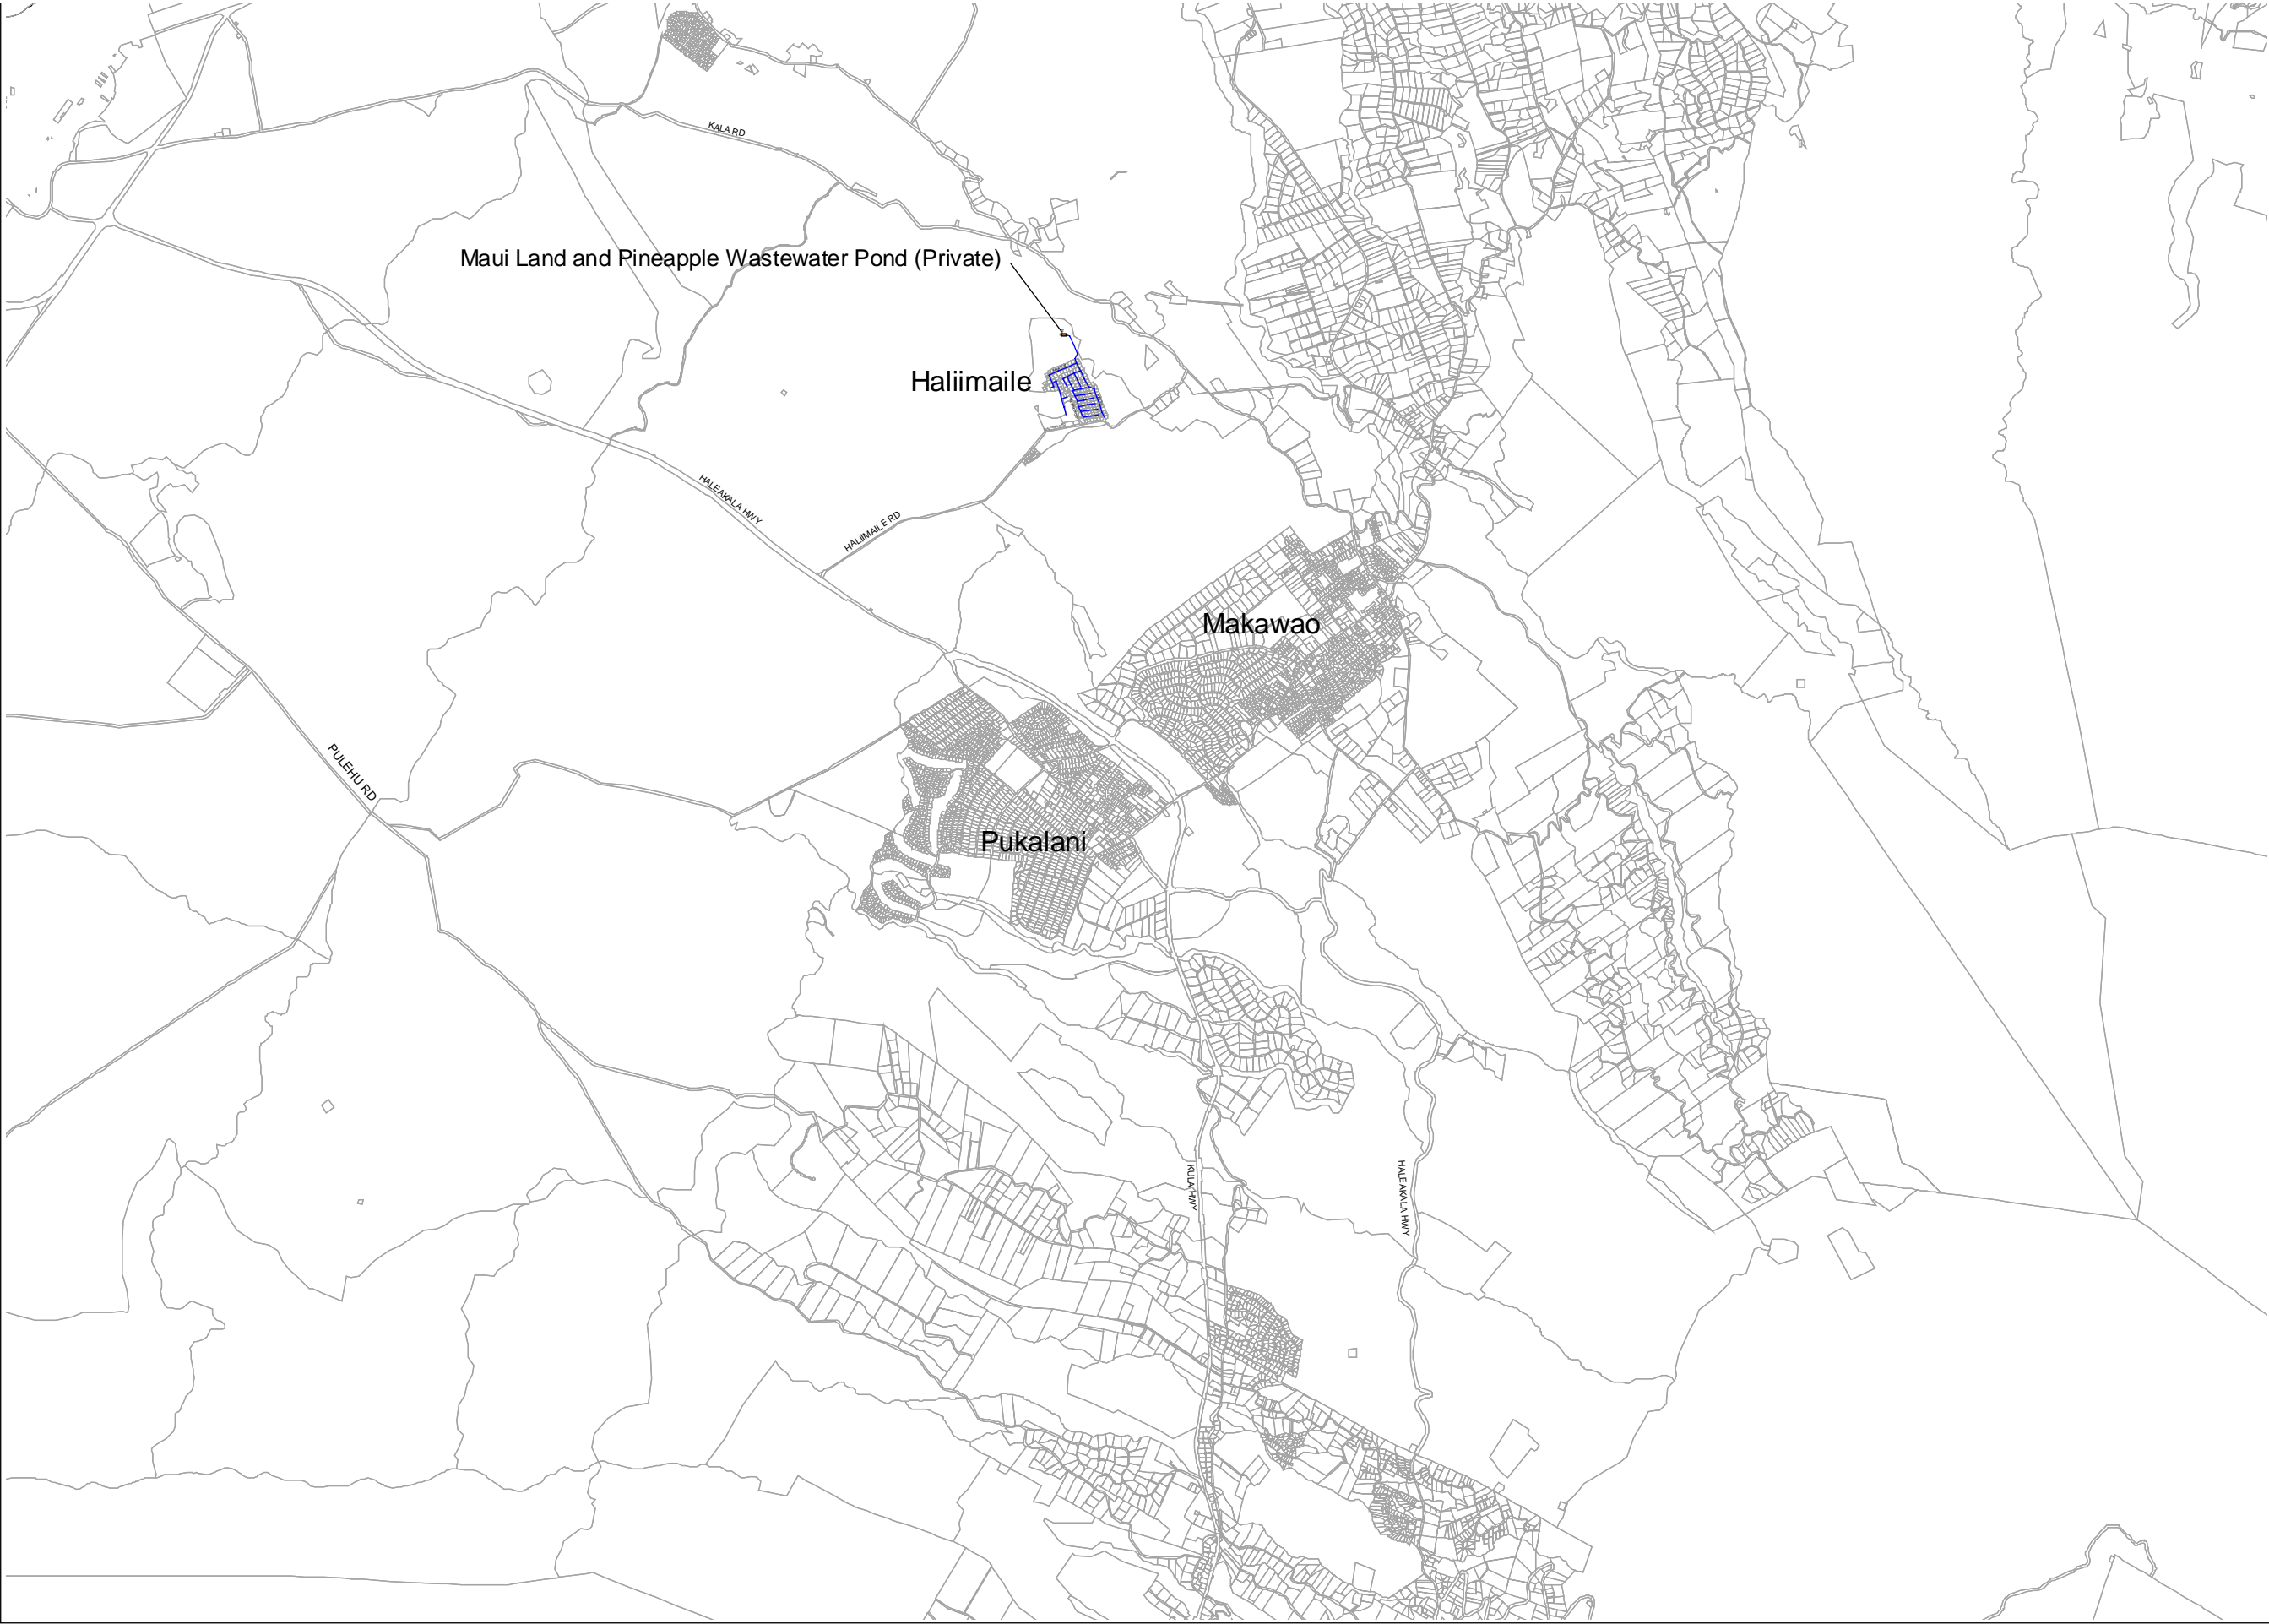 KALA RD
Maui Land and Pineapple Wastewater Pond (Private)
Haliimaile
HALEAKALA HWY
HALIIMAILE RD
Makawao
PULEHU RD
Pukalani
KULA HWY
HALEAKALA HWY